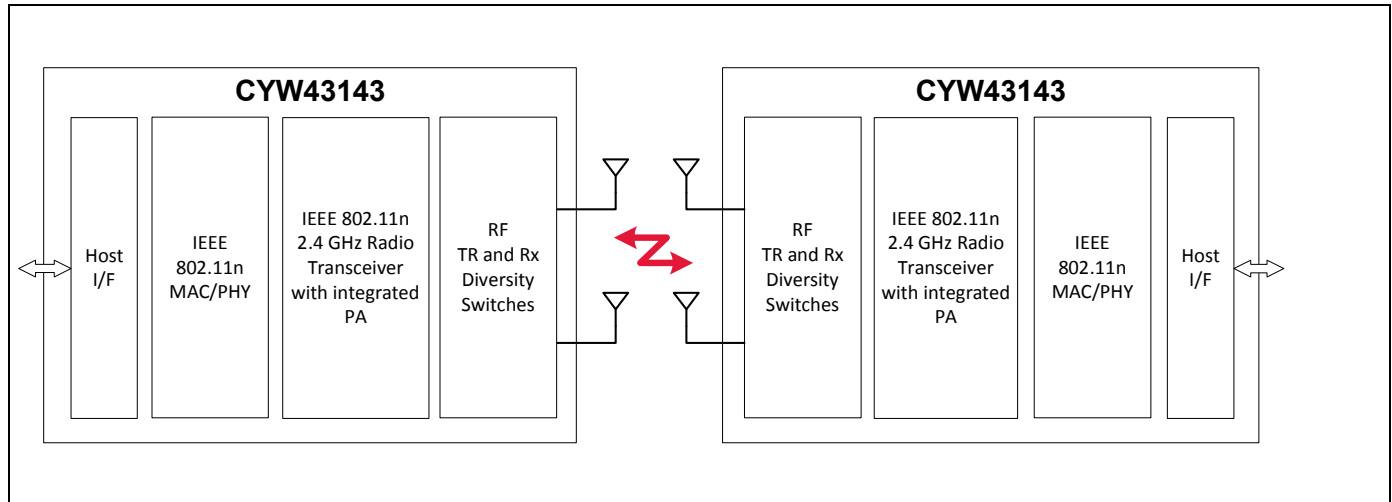 CYW43143
Host
I/F
IEEE
802.11n
MAC/PHY
IEEE 802.11n
2.4 GHz Radio
Transceiver
with integrated
PA
RF
TR and Rx
Diversity
Switches
CYW43143
RF
TR and Rx
Diversity
Switches
IEEE 802.11n
2.4 GHz Radio
Transceiver
with integrated
PA
IEEE
802.11n
MAC/PHY
Host
I/F